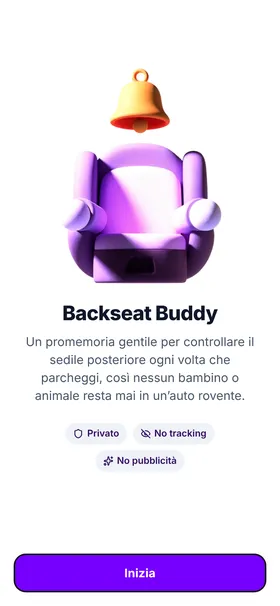 Backseat Buddy
Un promemoria gentile per controllare il
sedile posteriore ogni volta che
parcheggi, così nessun bambino o
animale resta mai in un'auto rovente.
Privato
No tracking
No pubblicità
Inizia